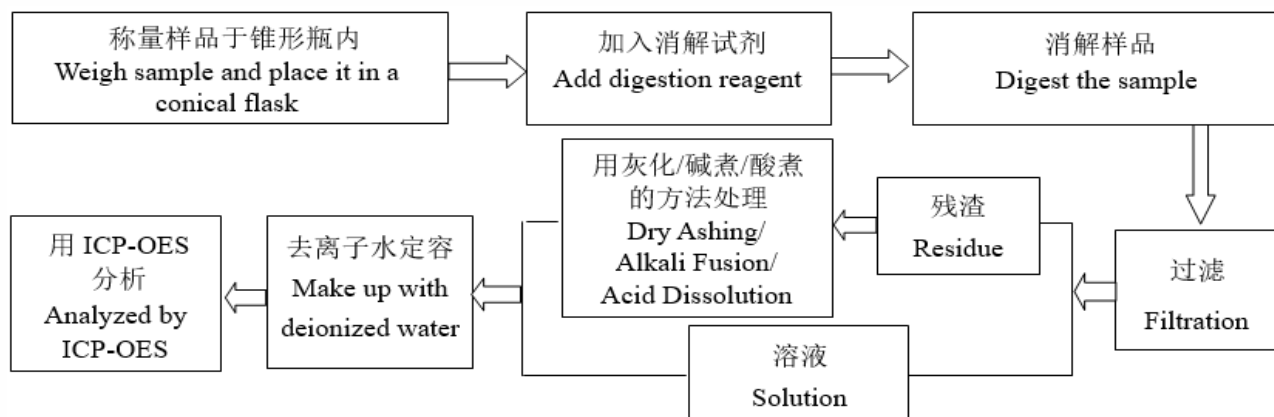 称量样品于锥形瓶内
Weigh sample and place it in a
conical flask
加入消解试剂
Add digestion reagent
消解样品
Digest the sample
过滤
Filtration
残渣
Residue
溶液
Solution
用灰化/碱煮/酸煮
的方法处理
Dry Ashing/
Alkali Fusion/
Acid Dissolution
去离子水定容
Make up with
deionized water
用 ICP-OES
分析
Analyzed by
ICP-OES